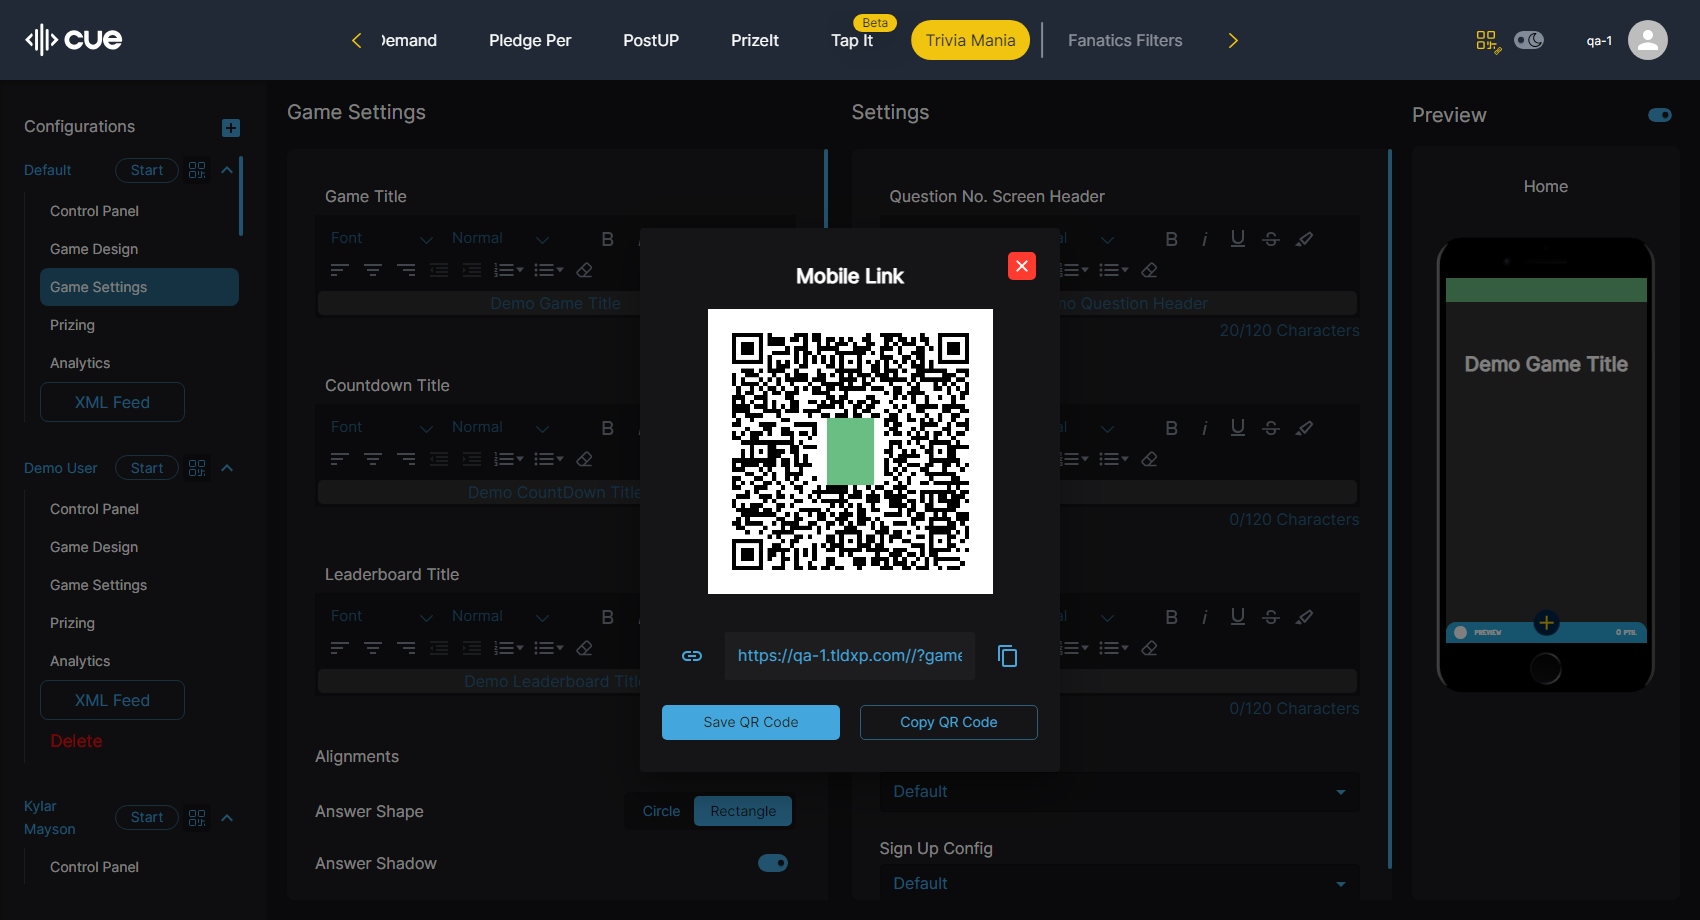 cue
Demand
Pledge Per
PostUP
PrizeIt
Tap It
Beta
Trivia Mania
Fanatics Filters
qa-1
Configurations
Default
Start
Control Panel
Game Design
Game Settings
Prizing
Analytics
XML Feed
Demo User
Start
Control Panel
Game Design
Game Settings
Prizing
Analytics
XML Feed
Delete
Kylar
Mayson
Start
Control Panel
Game Settings
Game Title
Font
Normal
B
Demo Game Title
Countdown Title
Font
Normal
B
Demo CountDown Title
Leaderboard Title
Font
Normal
B
Demo Leaderboard Title
Alignments
Answer Shape
Circle
Rectangle
Answer Shadow
Mobile Link
https://qa-1.tldxp.com//?game
Save QR Code
Copy QR Code
Settings
Question No. Screen Header
B i U S
Question Header
20/120 Characters
B i U S
0/120 Characters
B i U S
0/120 Characters
Default
Sign Up Config
Default
Preview
Home
Demo Game Title
PREVIEW
0 PTS.